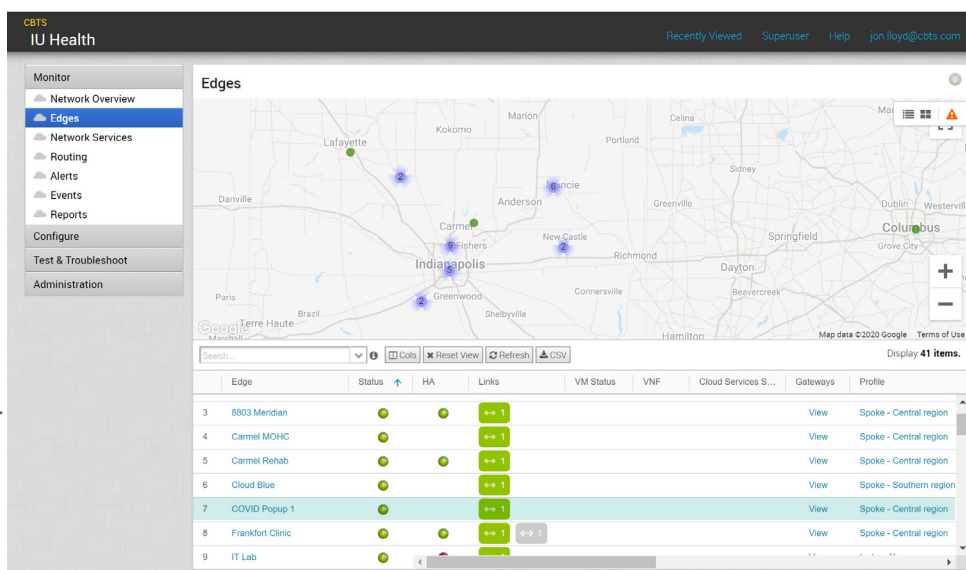 CBTS
IU Health
Recently Viewed Superuser Help jon.lloyd@cbts.com
Monitor
Network Overview
Edges
Network Services
Routing
Alerts
Events
Reports
Configure
Test & Troubleshoot
Administration
Edges
Marion
Celina
Kokomo
Lafayette
Portland
Sidney
2
6
Danville
Anderson
Greenville
Dublin
Carmel
New Castle
Springfield
Columbus
9
Fishers
2
Grove City
Indianapolis
5
Richmond
Dayton
Paris
2
Greenwood
Connersville
Beavercreek
Brazil
Shelbyville
Google
Terre Haute
Hamilton
Map data ©2020 Google Terms of Use
Search...
Cols
Reset View
Refresh
CSV
Display 41 items.
Edge Status HA Links VM Status VNF Cloud Services S... Gateways Profile
3 8803 Meridian 1 View Spoke - Central region
4 Carmel MOHC 1 View Spoke - Central region
5 Carmel Rehab 1 View Spoke - Central region
6 Cloud Blue 1 View Spoke - Southern region
7 COVID Popup 1 1 View Spoke - Central region
8 Frankfort Clinic 1 1 View Spoke - Central region
9 IT Lab